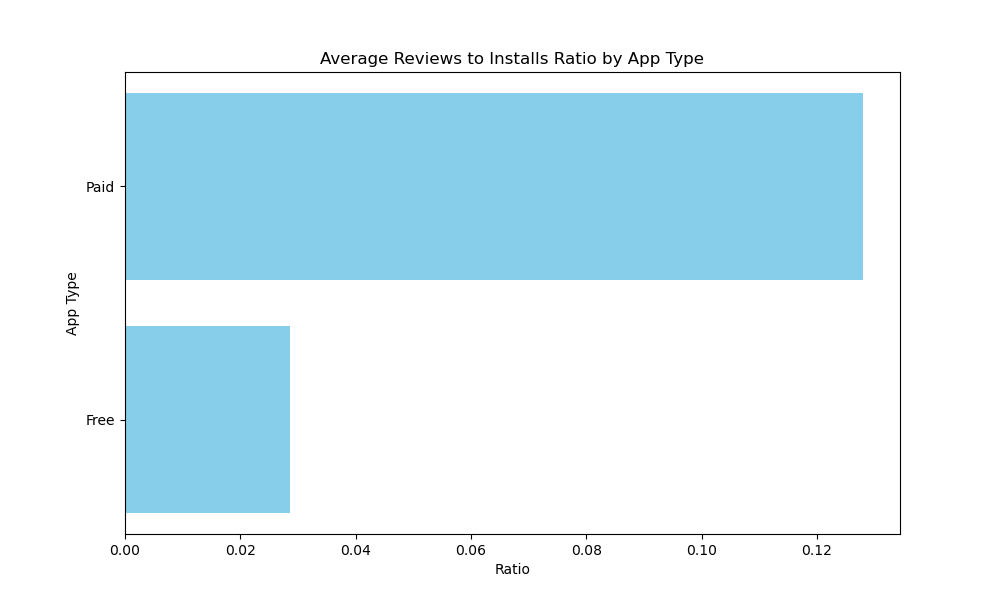 Average Reviews to Installs Ratio by App Type
Paid
Free
App Type
0.00 0.02 0.04 0.06 0.08 0.10 0.12
Ratio